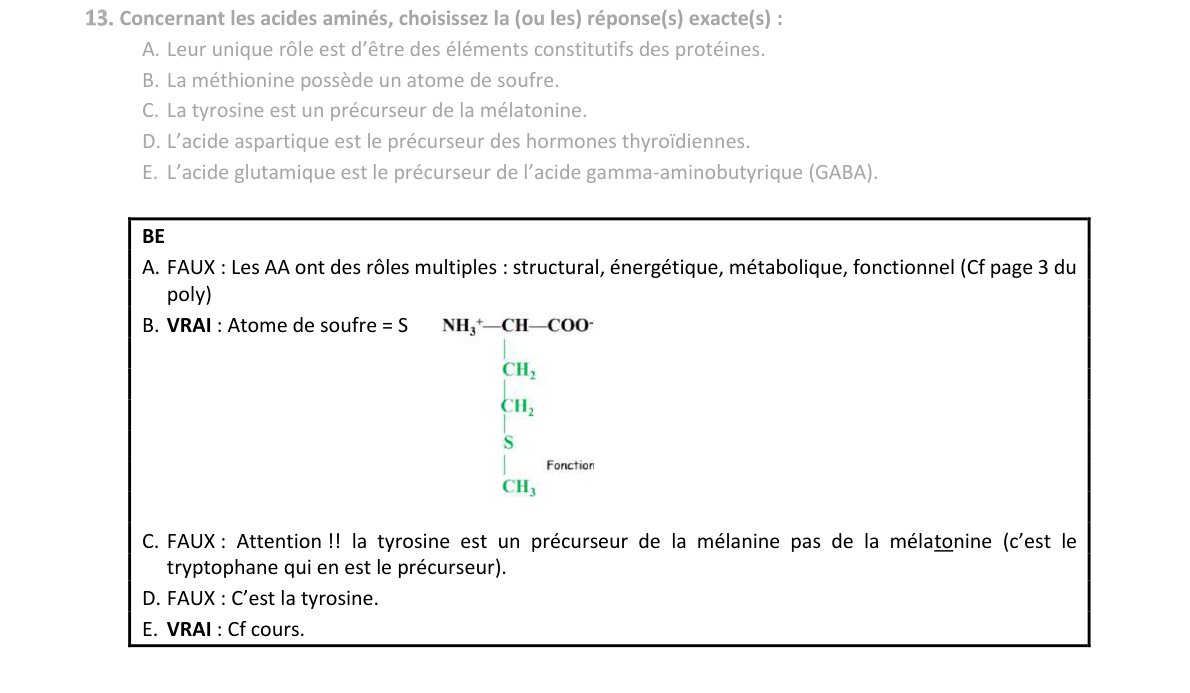 13. Concernant les acides aminés, choisissez la (ou les) réponse(s) exacte(s) :
A. Leur unique rôle est d’être des éléments constitutifs des protéines.
B. La méthionine possède un atome de soufre.
C. La tyrosine est un précurseur de la mélatonine.
D. L’acide aspartique est le précurseur des hormones thyroïdiennes.
E. L’acide glutamique est le précurseur de l’acide gamma-aminobutyrique (GABA).
BE
A. FAUX : Les AA ont des rôles multiples : structural, énergétique, métabolique, fonctionnel (Cf page 3 du
poly)
B. VRAI : Atome de soufre = S NH₃⁺—CH—COO⁻
CH₂
CH₂
S
Fonction
CH₃
C. FAUX : Attention !! la tyrosine est un précurseur de la mélanine pas de la mélatonine (c’est le
tryptophane qui en est le précurseur).
D. FAUX : C’est la tyrosine.
E. VRAI : Cf cours.